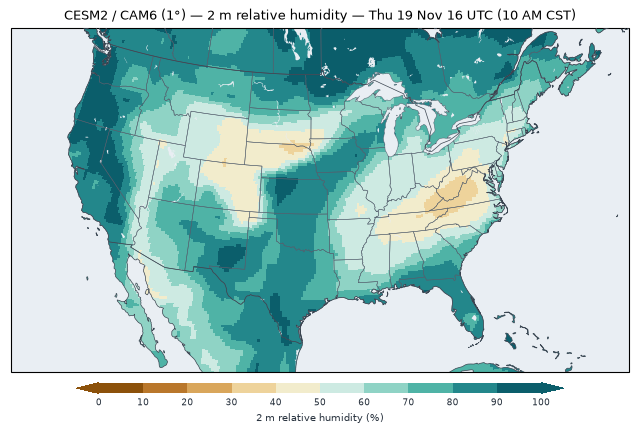 CESM2 / CAM6 (1°) — 2 m relative humidity — Thu 19 Nov 16 UTC (10 AM CST)
0 10 20 30 40 50 60 70 80 90 100
2 m relative humidity (%)